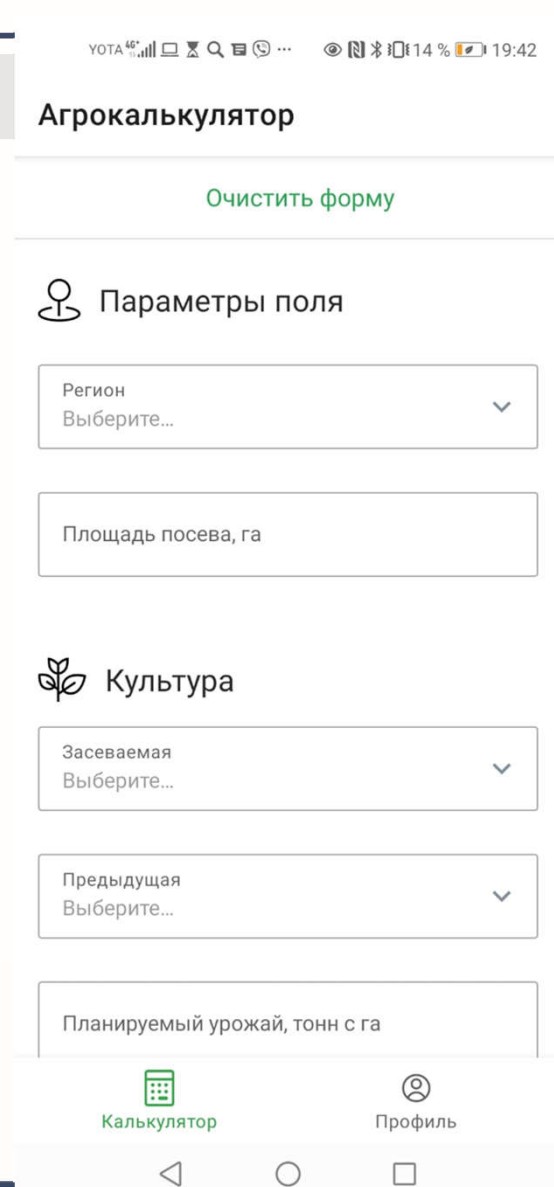 YOTA 4G+ ... 14 % 19:42
Агрокалькулятор
Очистить форму
Параметры поля
Регион
Выберите...
Площадь посева, га
Культура
Засеваемая
Выберите...
Предыдущая
Выберите...
Планируемый урожай, тонн с га
Калькулятор Профиль